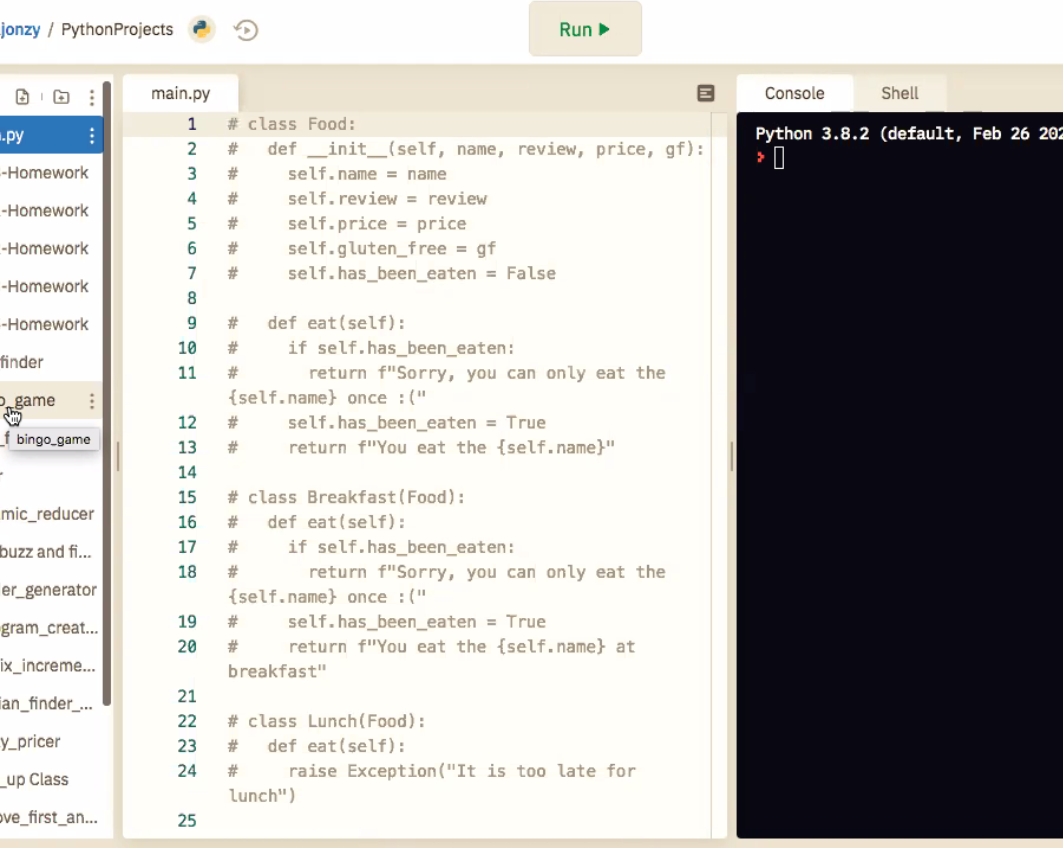 jonzy / PythonProjects
Run
main.py
Console
Shell
.py
-Homework
-Homework
-Homework
-Homework
-Homework
finder
o_game
bingo_game
mic_reducer
buzz and fi...
er_generator
gram_creat...
ix_increme...
ian_finder_...
y_pricer
_up Class
ove_first_an...
1 # class Food:
2 #   def __init__(self, name, review, price, gf):
3 #     self.name = name
4 #     self.review = review
5 #     self.price = price
6 #     self.gluten_free = gf
7 #     self.has_been_eaten = False
8
9 #   def eat(self):
10 #     if self.has_been_eaten:
11 #       return f"Sorry, you can only eat the
{self.name} once :("
12 #     self.has_been_eaten = True
13 #     return f"You eat the {self.name}"
14
15 # class Breakfast(Food):
16 #   def eat(self):
17 #     if self.has_been_eaten:
18 #       return f"Sorry, you can only eat the
{self.name} once :("
19 #     self.has_been_eaten = True
20 #     return f"You eat the {self.name} at
breakfast"
21
22 # class Lunch(Food):
23 #   def eat(self):
24 #     raise Exception("It is too late for
lunch")
25
Python 3.8.2 (default, Feb 26 202